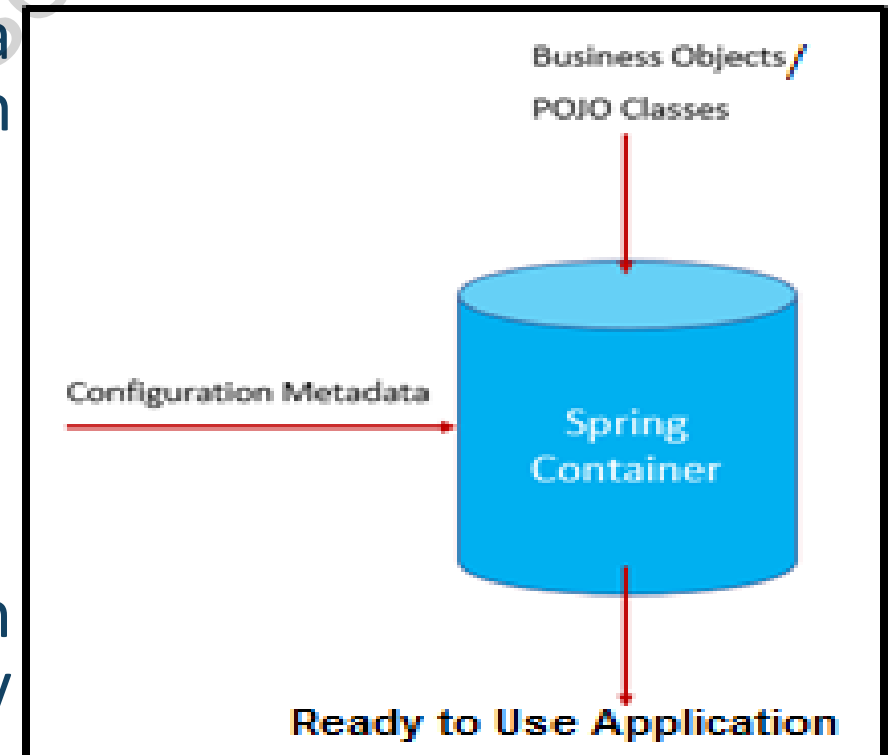 a
n
Business Objects/
POJO Classes
Configuration Metadata
Spring
Container
n
y
Ready to Use Application